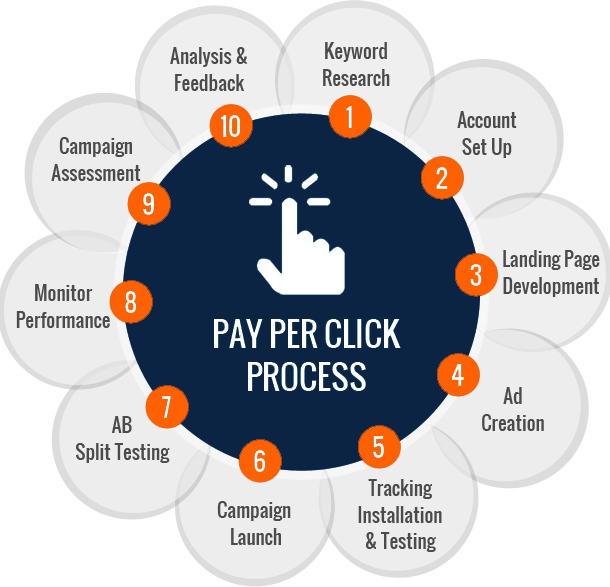 PAY PER CLICK
PROCESS
1
Keyword
Research
2
Account
Set Up
3
Landing Page
Development
4
Ad
Creation
5
Tracking
Installation
& Testing
6
Campaign
Launch
7
AB
Split Testing
8
Monitor
Performance
9
Campaign
Assessment
10
Analysis &
Feedback